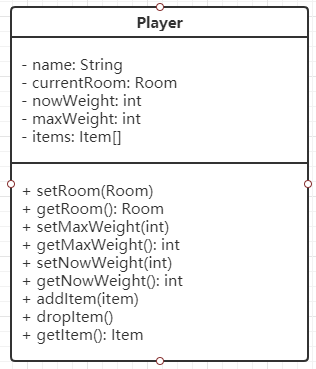 Player
- name: String
- currentRoom: Room
- nowWeight: int
- maxWeight: int
- items: Item[]
+ setRoom(Room)
+ getRoom(): Room
+ setMaxWeight(int)
+ getMaxWeight(): int
+ setNowWeight(int)
+ getNowWeight(): int
+ addItem(item)
+ dropItem()
+ getItem(): Item